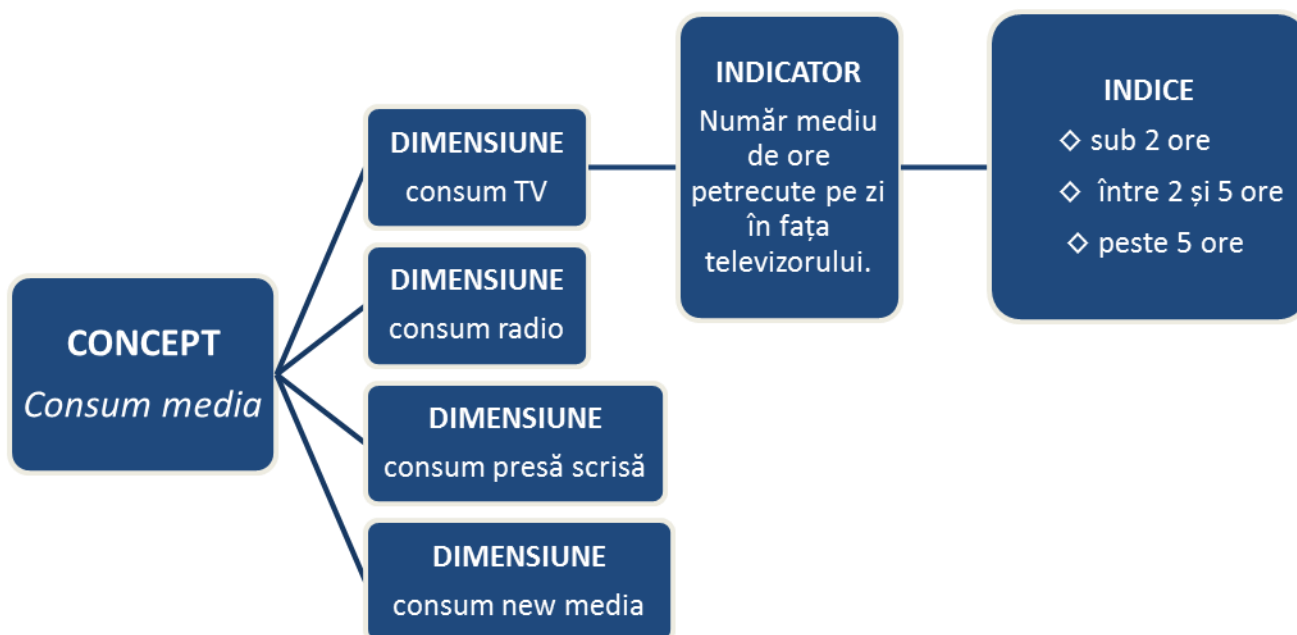 CONCEPT
Consum media
DIMENSIUNE
consum TV
DIMENSIUNE
consum radio
DIMENSIUNE
consum presă scrisă
DIMENSIUNE
consum new media
INDICATOR
Număr mediu
de ore
petrecute pe zi
în fața
televizorului.
INDICE
◇ sub 2 ore
◇ între 2 și 5 ore
◇ peste 5 ore